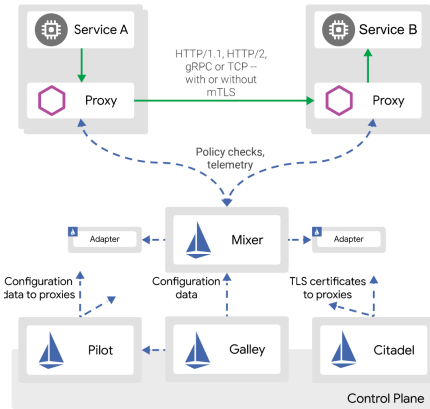 Service A
Service B
HTTP/1.1, HTTP/2,
gRPC or TCP --
with or without
mTLS
Proxy
Proxy
Policy checks,
telemetry
Mixer
Adapter
Adapter
Configuration
data to proxies
Configuration
data
TLS certificates
to proxies
Pilot
Galley
Citadel
Control Plane